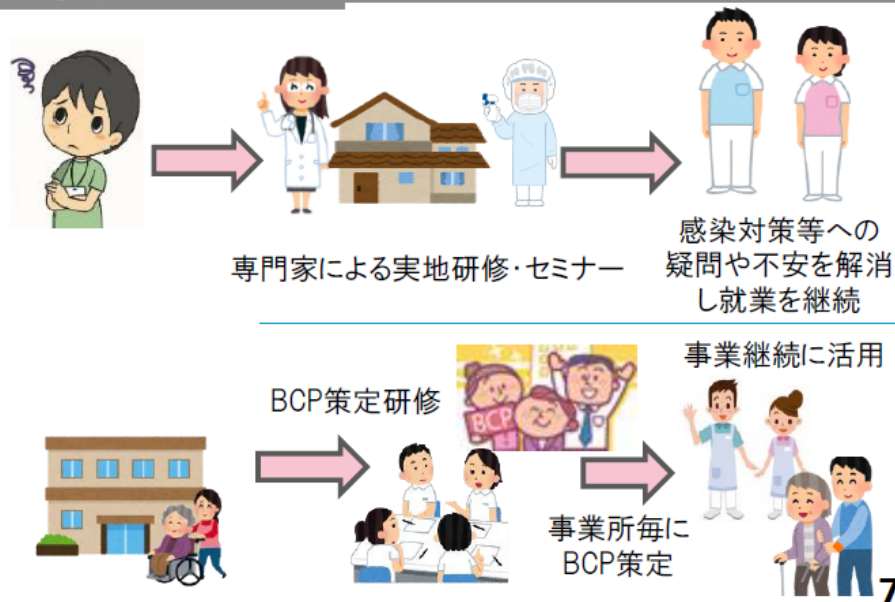 専門家による実地研修・セミナー
感染対策等への
疑問や不安を解消
し就業を継続
事業継続に活用
BCP策定研修
BCP
事業所毎に
BCP策定
7